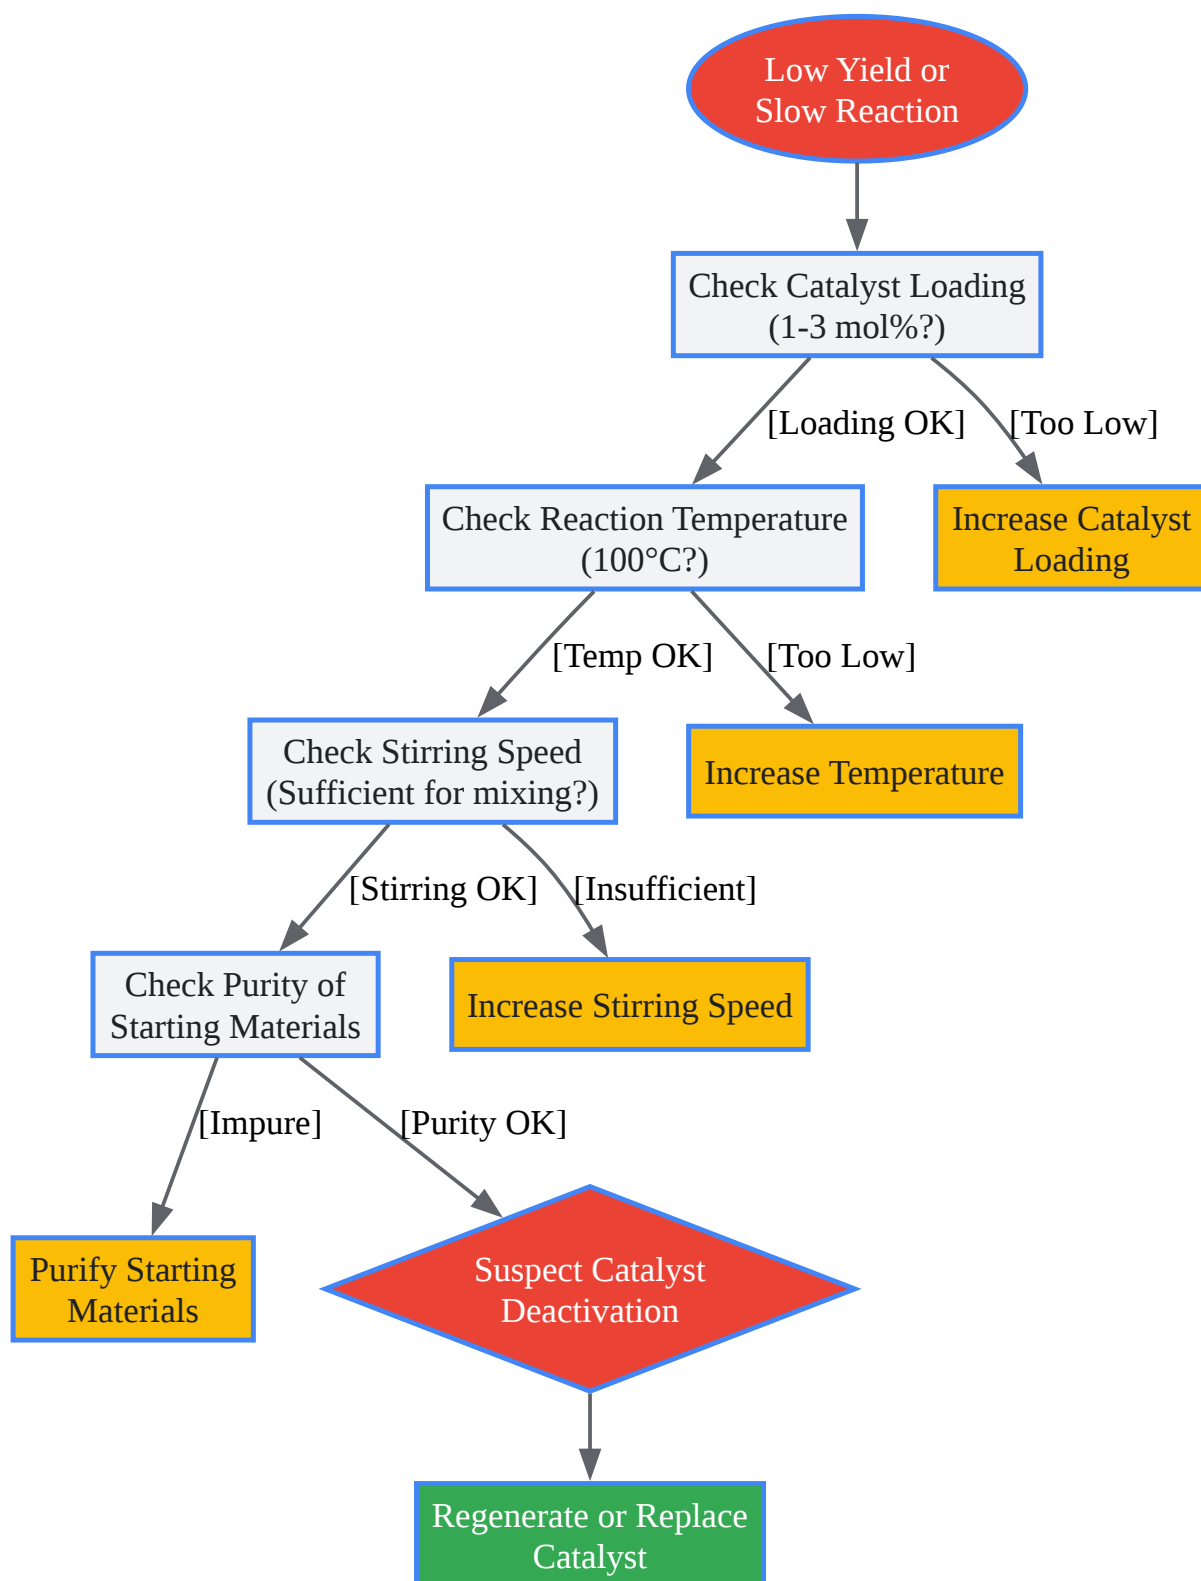 Low Yield or
Slow Reaction
Check Catalyst Loading
(1-3 mol%?)
[Loading OK]
[Too Low]
Check Reaction Temperature
(100°C?)
Increase Catalyst
Loading
[Temp OK]
[Too Low]
Check Stirring Speed
(Sufficient for mixing?)
Increase Temperature
[Stirring OK]
[Insufficient]
Check Purity of
Starting Materials
Increase Stirring Speed
[Impure]
[Purity OK]
Purify Starting
Materials
Suspect Catalyst
Deactivation
Regenerate or Replace
Catalyst